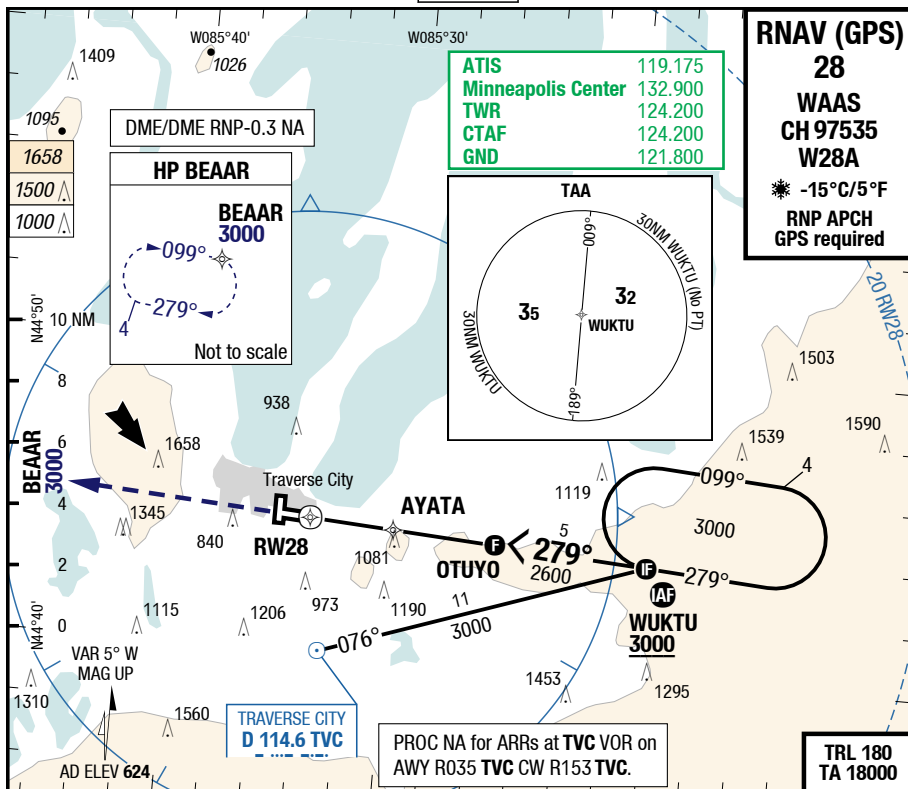 W085°40'
W085°30'
1409
1026
1095
1658
1500
1000
DME/DME RNP-0.3 NA
HP BEAAR
BEAAR
3000
099°
279°
4
Not to scale
ATIS 119.175
Minneapolis Center 132.900
TWR 124.200
CTAF 124.200
GND 121.800
RNAV (GPS)
28
WAAS
CH 97535
W28A
-15°C/5°F
RNP APCH
GPS required
TAA
009°
30NM WUKTU (No PT)
35
32
WUKTU
30NM WUKTU
189°
20 RW28
N44°50'
10 NM
8
6
4
2
0
N44°40'
1503
1590
1539
938
1658
BEAAR
3000
Traverse City
AYATA
1119
099°
4
3000
1345
840
RW28
1081
OTUYO
5
279°
2600
IF
279°
IAF
WUKTU
3000
F
973
1190
11
3000
076°
1115
1206
VAR 5° W
MAG UP
1310
1560
1453
1295
TRAVERSE CITY
D 114.6 TVC
AD ELEV 624
PROC NA for ARRs at TVC VOR on
AWY R035 TVC CW R153 TVC.
TRL 180
TA 18000